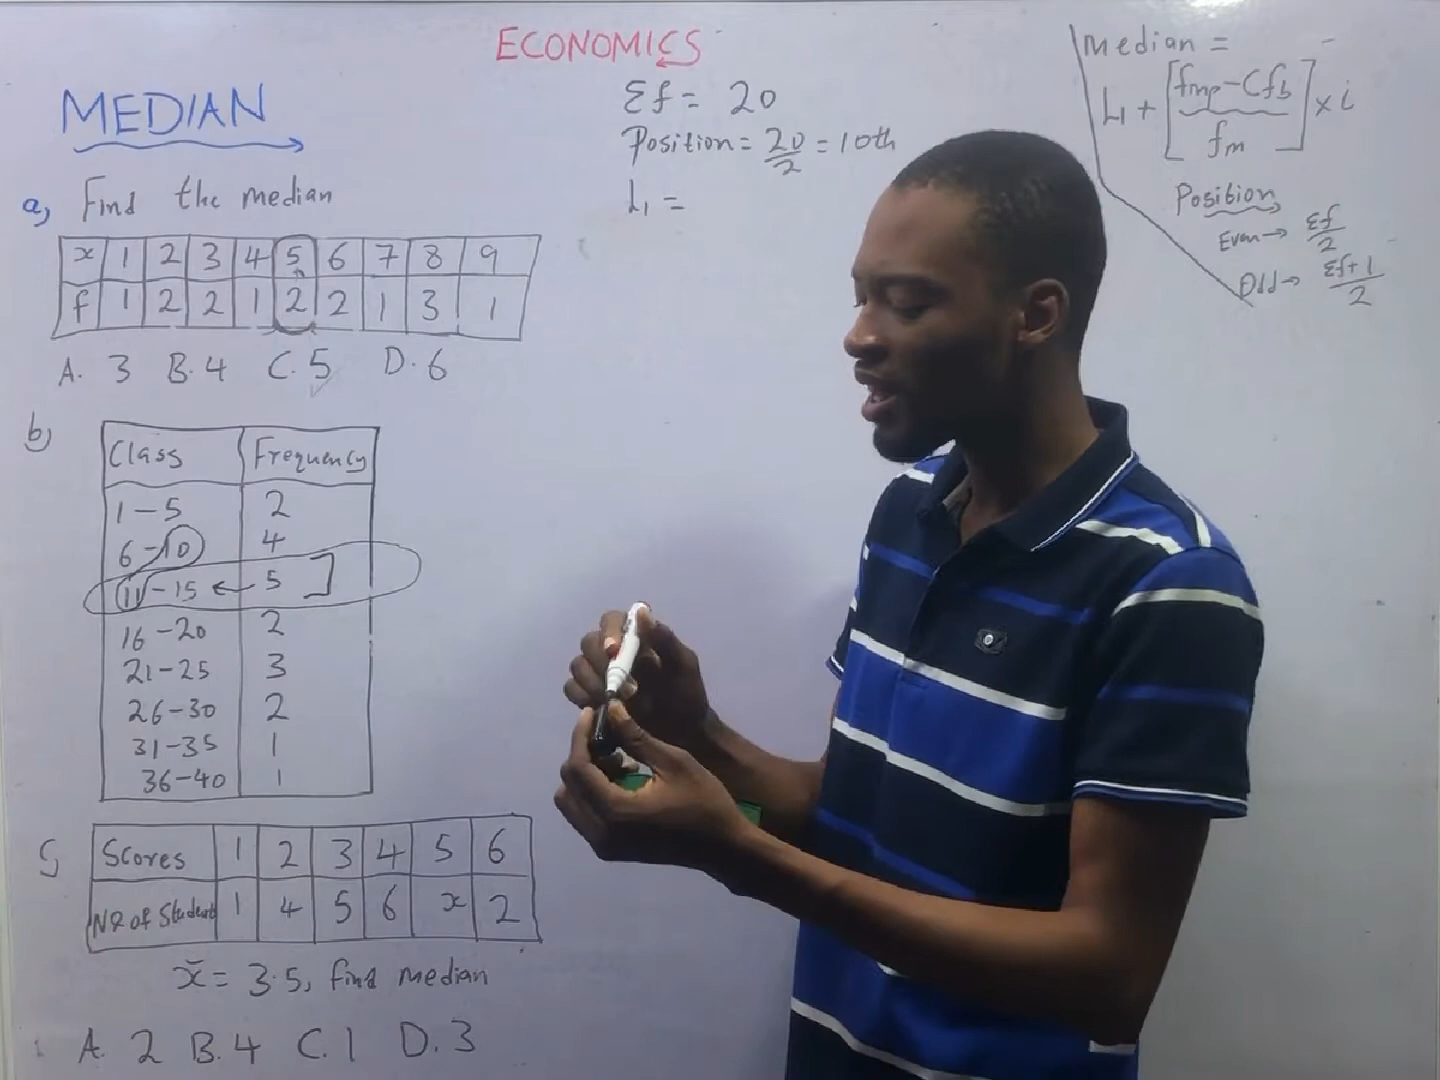 ECONOMICS
MEDIAN
a, Find the median
x 1 2 3 4 5 6 7 8 9
f 1 2 2 1 2 2 1 3 1
A. 3 B. 4 C. 5 D. 6
b)
Class Frequency
1-5 2
6-10 4
11-15 ← 5
16-20 2
21-25 3
26-30 2
31-35 1
36-40 1
c,
Scores 1 2 3 4 5 6
No of Student 1 4 5 6 x 2
x̄ = 3.5, find median
A. 2 B. 4 C. 1 D. 3
Σf = 20
Position = 20/2 = 10th
L1 =
Median =
L1 + [fmp - Cfb / fm] x i
Position
Even → Σf/2
Odd → Σf+1/2